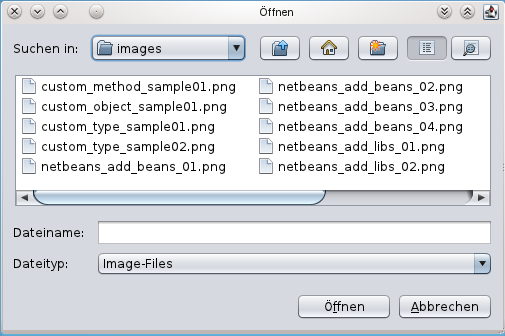 Öffnen
Suchen in: images
custom_method_sample01.png
custom_object_sample01.png
custom_type_sample01.png
custom_type_sample02.png
netbeans_add_beans_01.png
netbeans_add_beans_02.png
netbeans_add_beans_03.png
netbeans_add_beans_04.png
netbeans_add_libs_01.png
netbeans_add_libs_02.png
Dateiname:
Dateityp: Image-Files
Öffnen Abbrechen